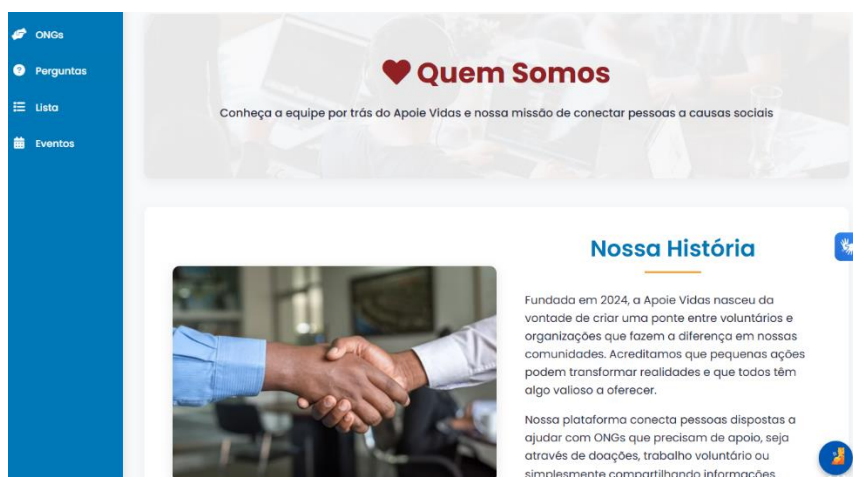 ONGs
Perguntas
Lista
Eventos
Quem Somos
Conheça a equipe por trás do Apoie Vidas e nossa missão de conectar pessoas a causas sociais
Nossa História
Fundada em 2024, a Apoie Vidas nasceu da
vontade de criar uma ponte entre voluntários e
organizações que fazem a diferença em nossas
comunidades. Acreditamos que pequenas ações
podem transformar realidades e que todos têm
algo valioso a oferecer.
Nossa plataforma conecta pessoas dispostas a
ajudar com ONGs que precisam de apoio, seja
através de doações, trabalho voluntário ou
simplesmente compartilhando informações